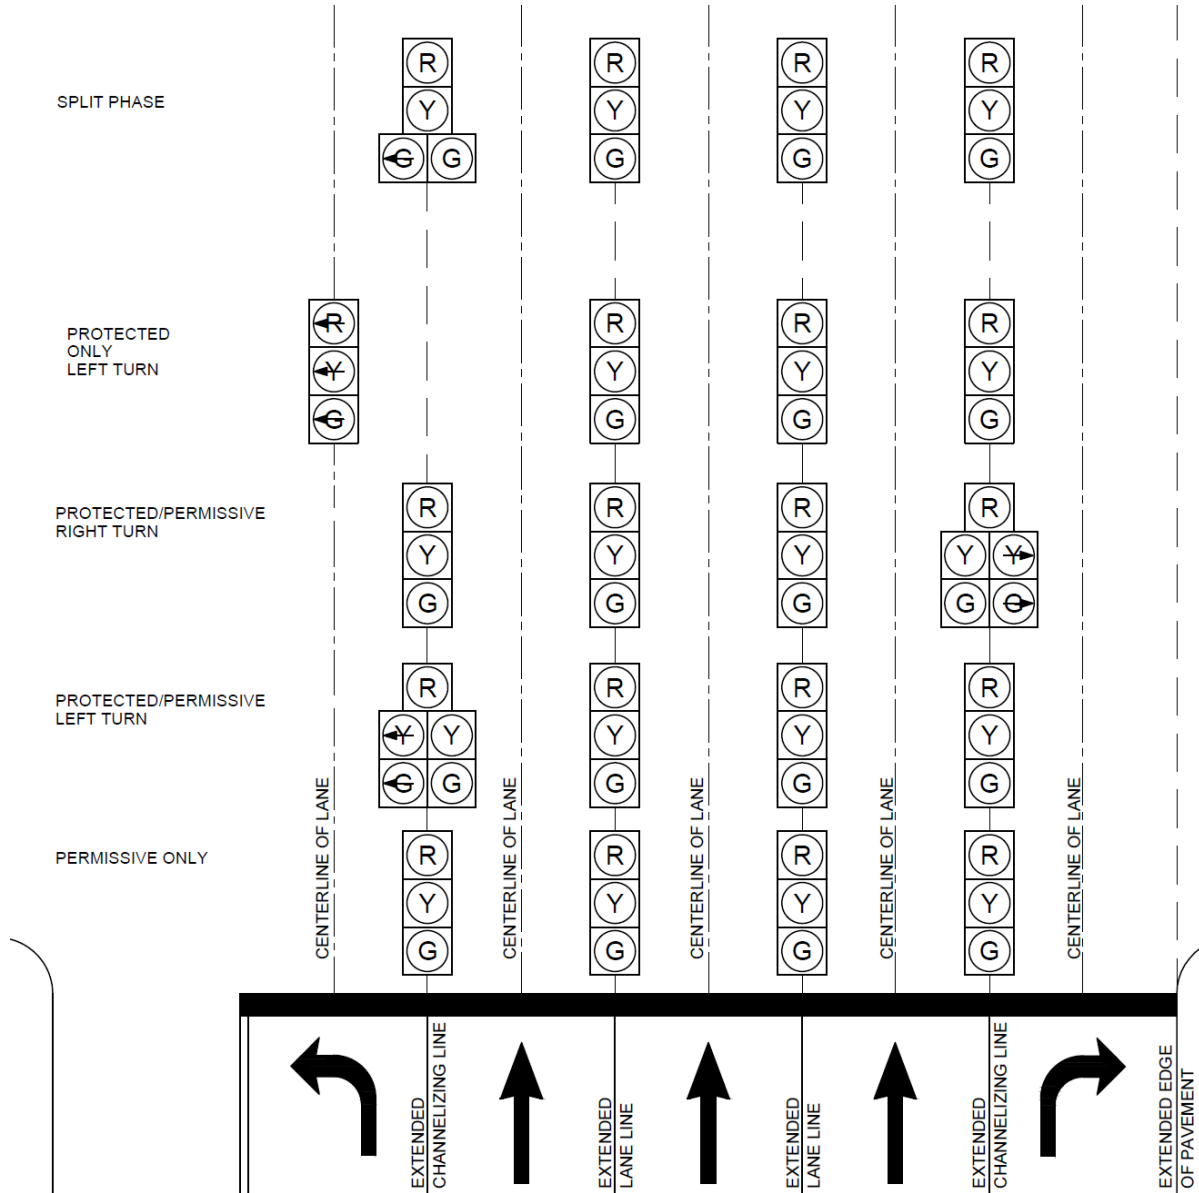 R R R R
SPLIT PHASE
Y Y Y Y
G G G G G
R R R R
PROTECTED
ONLY
LEFT TURN
Y Y Y Y
G G G G
R R R R
PROTECTED/PERMISSIVE
RIGHT TURN
Y Y Y Y Y
G G G G G
R R R R
PROTECTED/PERMISSIVE
LEFT TURN
Y Y Y Y Y
G G G G G
PERMISSIVE ONLY
R R R R
Y Y Y Y
G G G G
CENTERLINE OF LANE
CENTERLINE OF LANE
CENTERLINE OF LANE
CENTERLINE OF LANE
CENTERLINE OF LANE
EXTENDED
CHANNELIZING LINE
EXTENDED
LANE LINE
EXTENDED
LANE LINE
EXTENDED
CHANNELIZING LINE
EXTENDED EDGE
OF PAVEMENT